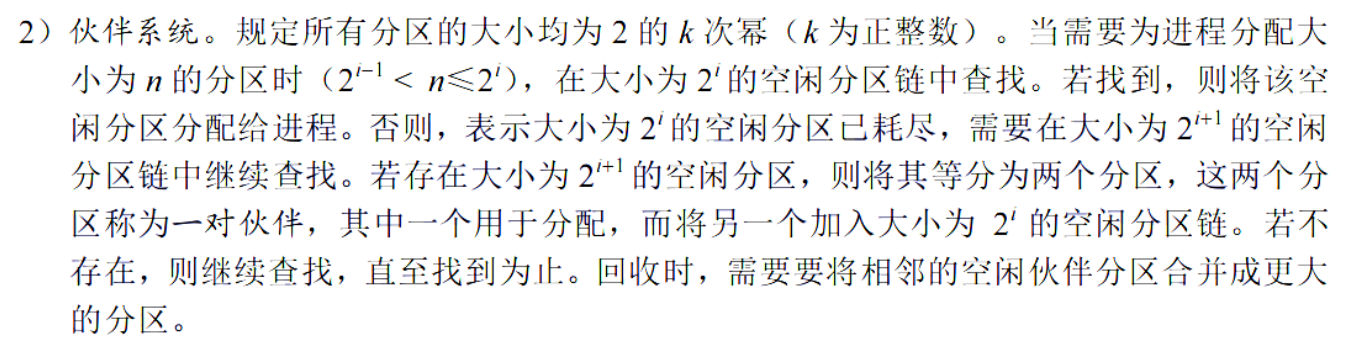 2）伙伴系统。规定所有分区的大小均为 2 的 k 次幂（k 为正整数）。当需要为进程分配大
小为 n 的分区时（2^{i−1} < n≤2^i），在大小为 2^i 的空闲分区链中查找。若找到，则将该空
闲分区分配给进程。否则，表示大小为 2^i 的空闲分区已耗尽，需要在大小为 2^{i+1} 的空闲
分区链中继续查找。若存在大小为 2^{i+1} 的空闲分区，则将其等分为两个分区，这两个分
区称为一对伙伴，其中一个用于分配，而将另一个加入大小为 2^i 的空闲分区链。若不
存在，则继续查找，直至找到为止。回收时，需要要将相邻的空闲伙伴分区合并成更大
的分区。